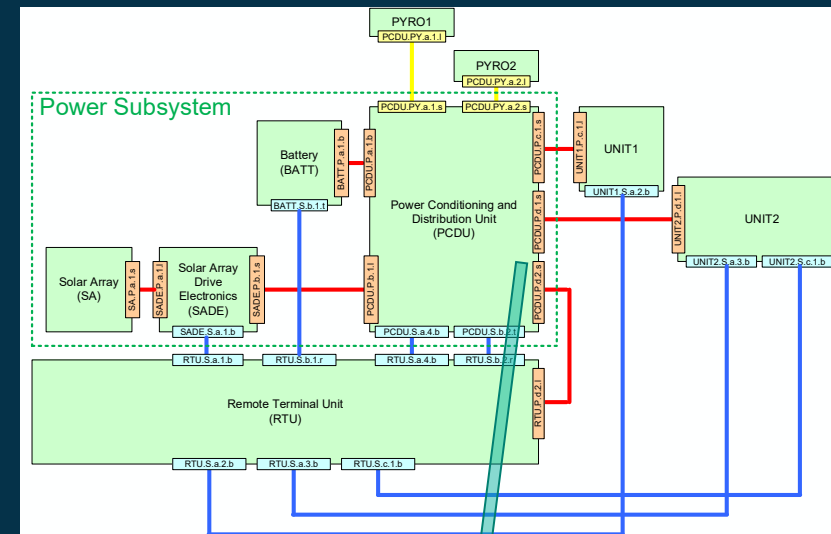 PYRO1
PCDU.PY.a.1.l
PYRO2
PCDU.PY.a.2.l
Power Subsystem
PCDU.PY.a.1.s
PCDU.PY.a.2.s
Battery
(BATT)
BATT.P.a.1.b
PCDU.P.a.1.b
BATT.S.b.1.t
Power Conditioning and
Distribution Unit
(PCDU)
PCDU.P.c.1.s
UNIT1.P.c.1.l
UNIT1
UNIT1.S.a.2.b
PCDU.P.d.1.s
UNIT2.P.d.1.l
UNIT2
UNIT2.S.a.3.b
UNIT2.S.c.1.b
Solar Array
(SA)
SA.P.a.1.s
SADE.P.a.1.l
Solar Array
Drive
Electronics
(SADE)
SADE.P.b.1.s
PCDU.P.b.1.l
PCDU.P.d.2.s
SADE.S.a.1.b
PCDU.S.a.4.b
PCDU.S.b.2.t
RTU.S.a.1.b
RTU.S.b.1.r
RTU.S.a.4.b
RTU.S.b.2.r
Remote Terminal Unit
(RTU)
RTU.P.d.2.l
RTU.S.a.2.b
RTU.S.a.3.b
RTU.S.c.1.b